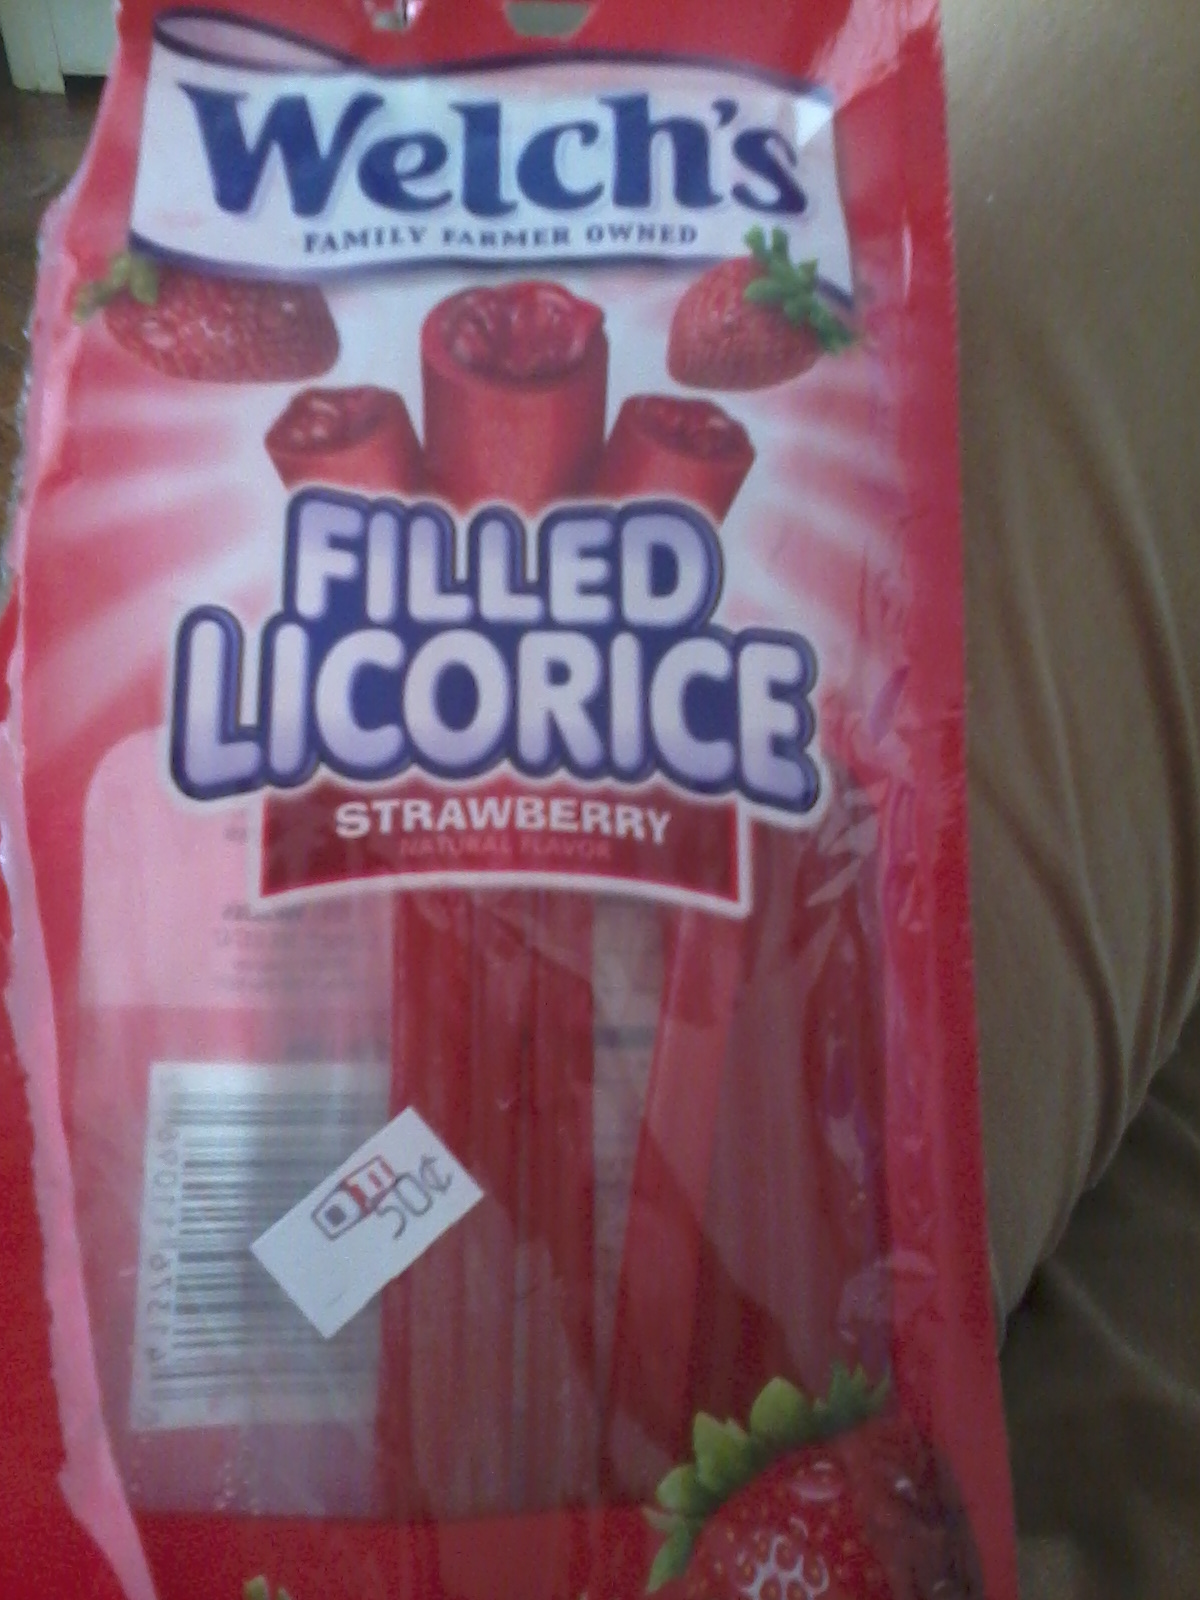 Welch's
FAMILY FARMER OWNED
FILLED
LICORICE
STRAWBERRY
NATURAL FLAVOR
50¢